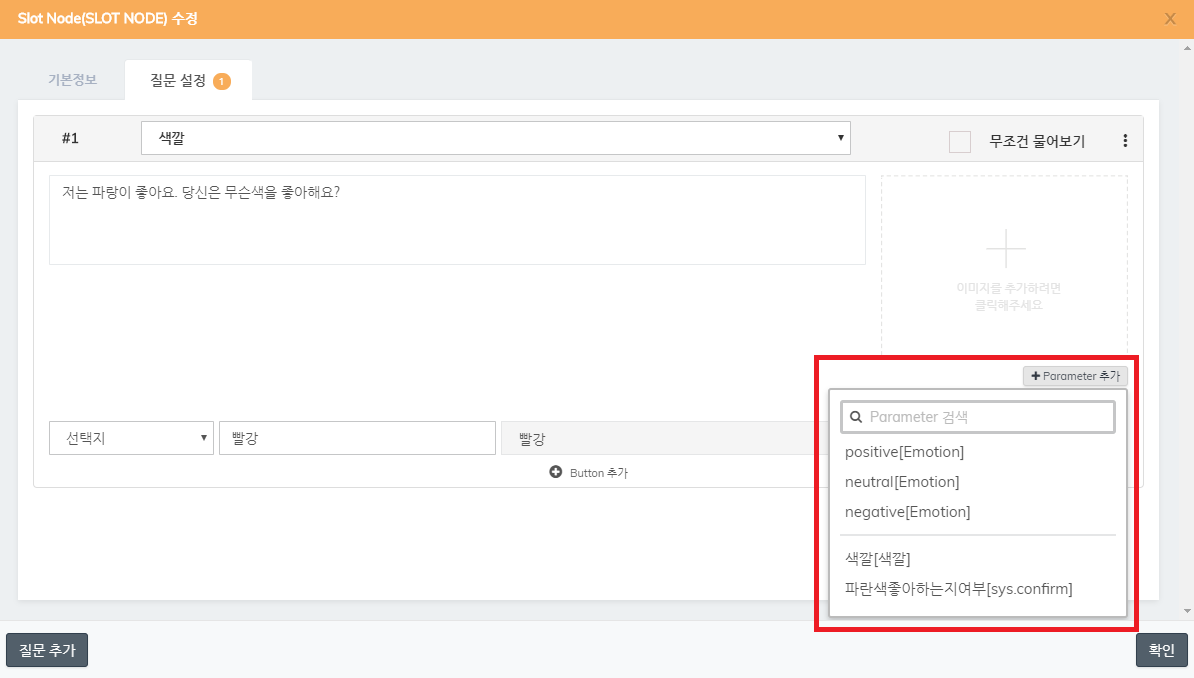 Slot Node(SLOT NODE) 수정
X
기본정보
질문 설정 1
#1
색깔
무조건 물어보기
저는 파랑이 좋아요. 당신은 무슨색을 좋아해요?
이미지를 추가하려면
클릭해주세요
Parameter 추가
Parameter 검색
positive[Emotion]
neutral[Emotion]
negative[Emotion]
색깔[색깔]
파란색좋아하는지여부[sys.confirm]
선택지
빨강
빨강
Button 추가
질문 추가
확인